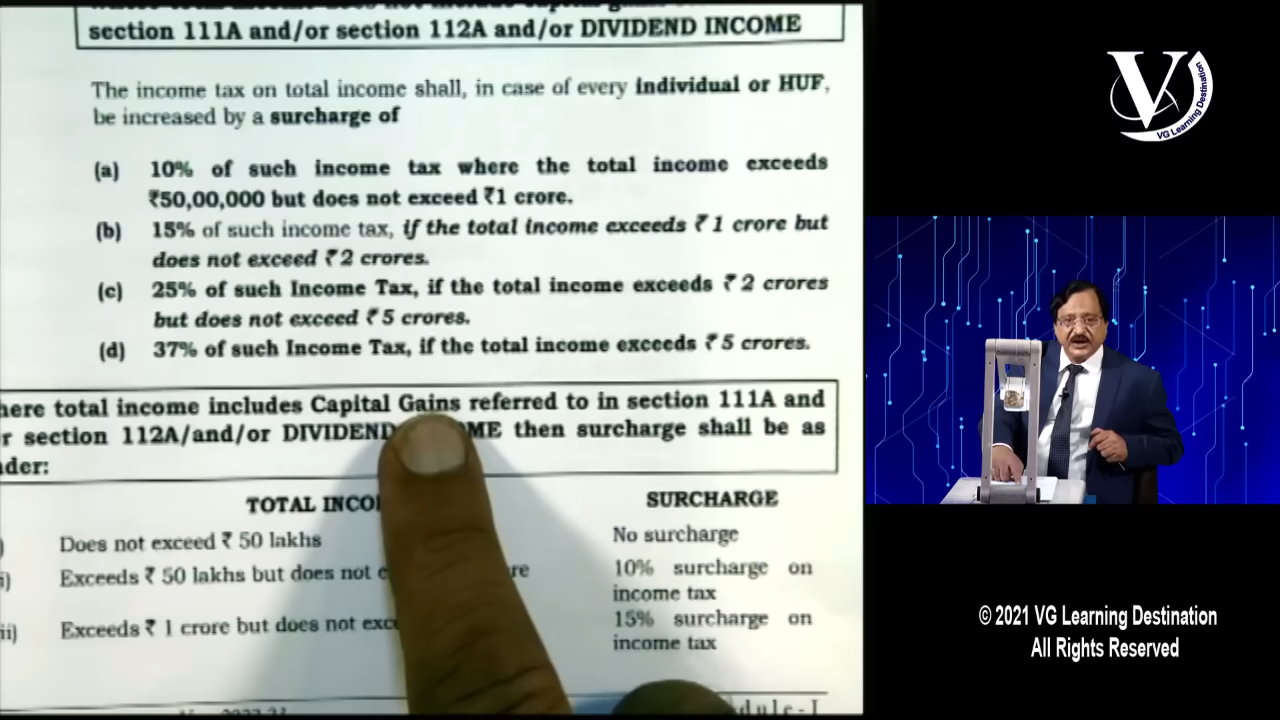 section 111A and/or section 112A and/or DIVIDEND INCOME
The income tax on total income shall, in case of every individual or HUF,
be increased by a surcharge of
(a) 10% of such income tax where the total income exceeds
₹50,00,000 but does not exceed ₹1 crore.
(b) 15% of such income tax, if the total income exceeds ₹ 1 crore but
does not exceed ₹ 2 crores.
(c) 25% of such Income Tax, if the total income exceeds ₹ 2 crores
but does not exceed ₹ 5 crores.
(d) 37% of such Income Tax, if the total income exceeds ₹ 5 crores.
total income includes Capital Gains referred to in section 111A and
section 112A/and/or DIVIDEND then surcharge shall be as
TOTAL SURCHARGE
Does not exceed ₹ 50 lakhs No surcharge
Exceeds ₹ 50 lakhs but does not 10% surcharge on
income tax
Exceeds ₹ 1 crore but does not 15% surcharge on
income tax
V
VG Learning Destination
© 2021 VG Learning Destination
All Rights Reserved